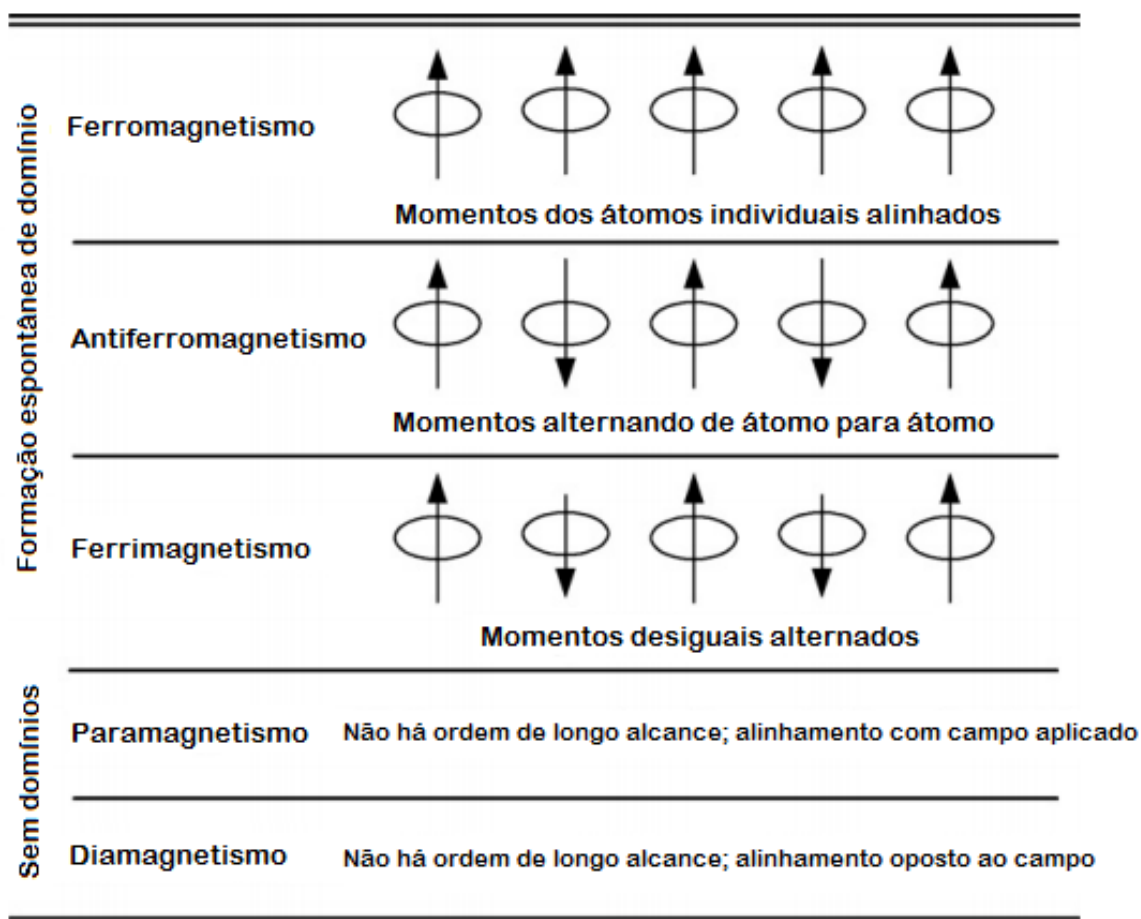 Formação espontânea de domínio
Ferromagnetismo
Momentos dos átomos individuais alinhados
Antiferromagnetismo
Momentos alternando de átomo para átomo
Ferrimagnetismo
Momentos desiguais alternados
Sem domínios
Paramagnetismo Não há ordem de longo alcance; alinhamento com campo aplicado
Diamagnetismo Não há ordem de longo alcance; alinhamento oposto ao campo